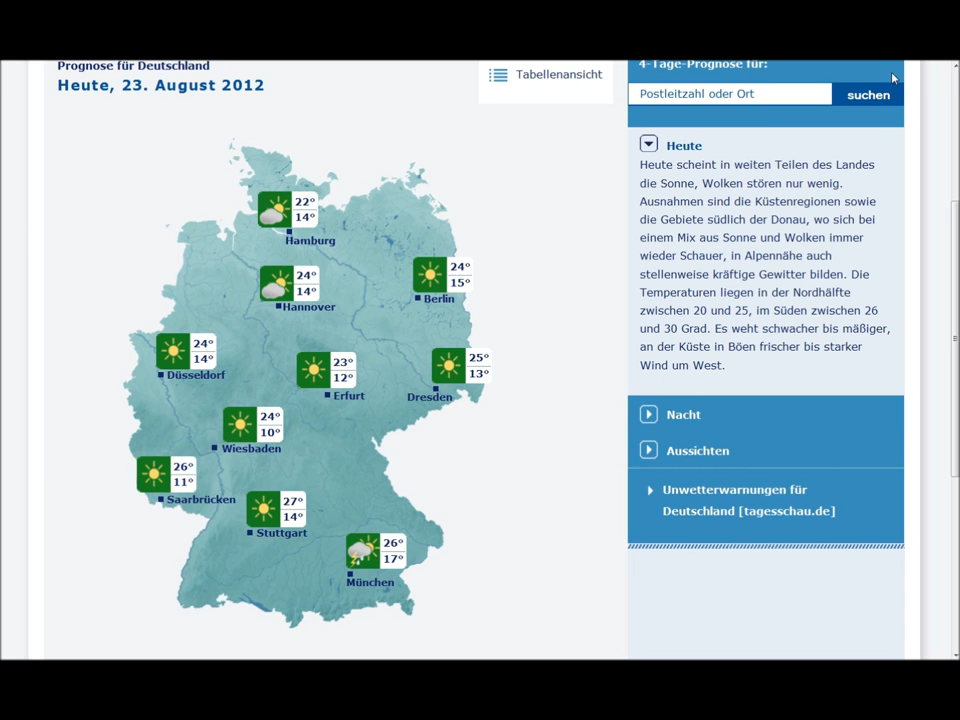 Prognose für Deutschland
Heute, 23. August 2012
Tabellenansicht
22°
14°
Hamburg
24°
14°
Hannover
24°
15°
Berlin
24°
14°
Düsseldorf
23°
12°
Erfurt
25°
13°
Dresden
24°
10°
Wiesbaden
26°
11°
Saarbrücken
27°
14°
Stuttgart
26°
17°
München
4-Tage-Prognose für:
Postleitzahl oder Ort
suchen
Heute
Heute scheint in weiten Teilen des Landes
die Sonne, Wolken stören nur wenig.
Ausnahmen sind die Küstenregionen sowie
die Gebiete südlich der Donau, wo sich bei
einem Mix aus Sonne und Wolken immer
wieder Schauer, in Alpennähe auch
stellenweise kräftige Gewitter bilden. Die
Temperaturen liegen in der Nordhälfte
zwischen 20 und 25, im Süden zwischen 26
und 30 Grad. Es weht schwacher bis mäßiger,
an der Küste in Böen frischer bis starker
Wind um West.
Nacht
Aussichten
Unwetterwarnungen für
Deutschland [tagesschau.de]